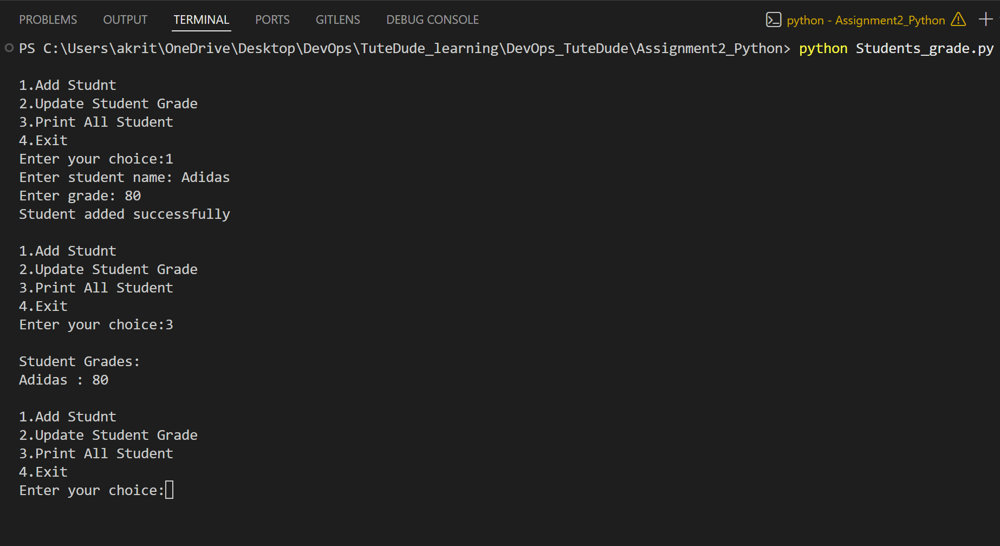 PROBLEMS OUTPUT TERMINAL PORTS GITLENS DEBUG CONSOLE python - Assignment2_Python
PS C:\Users\akrit\OneDrive\Desktop\DevOps\TuteDude_learning\DevOps_TuteDude\Assignment2_Python> python Students_grade.py
1.Add Studnt
2.Update Student Grade
3.Print All Student
4.Exit
Enter your choice:1
Enter student name: Adidas
Enter grade: 80
Student added successfully
1.Add Studnt
2.Update Student Grade
3.Print All Student
4.Exit
Enter your choice:3
Student Grades:
Adidas : 80
1.Add Studnt
2.Update Student Grade
3.Print All Student
4.Exit
Enter your choice: